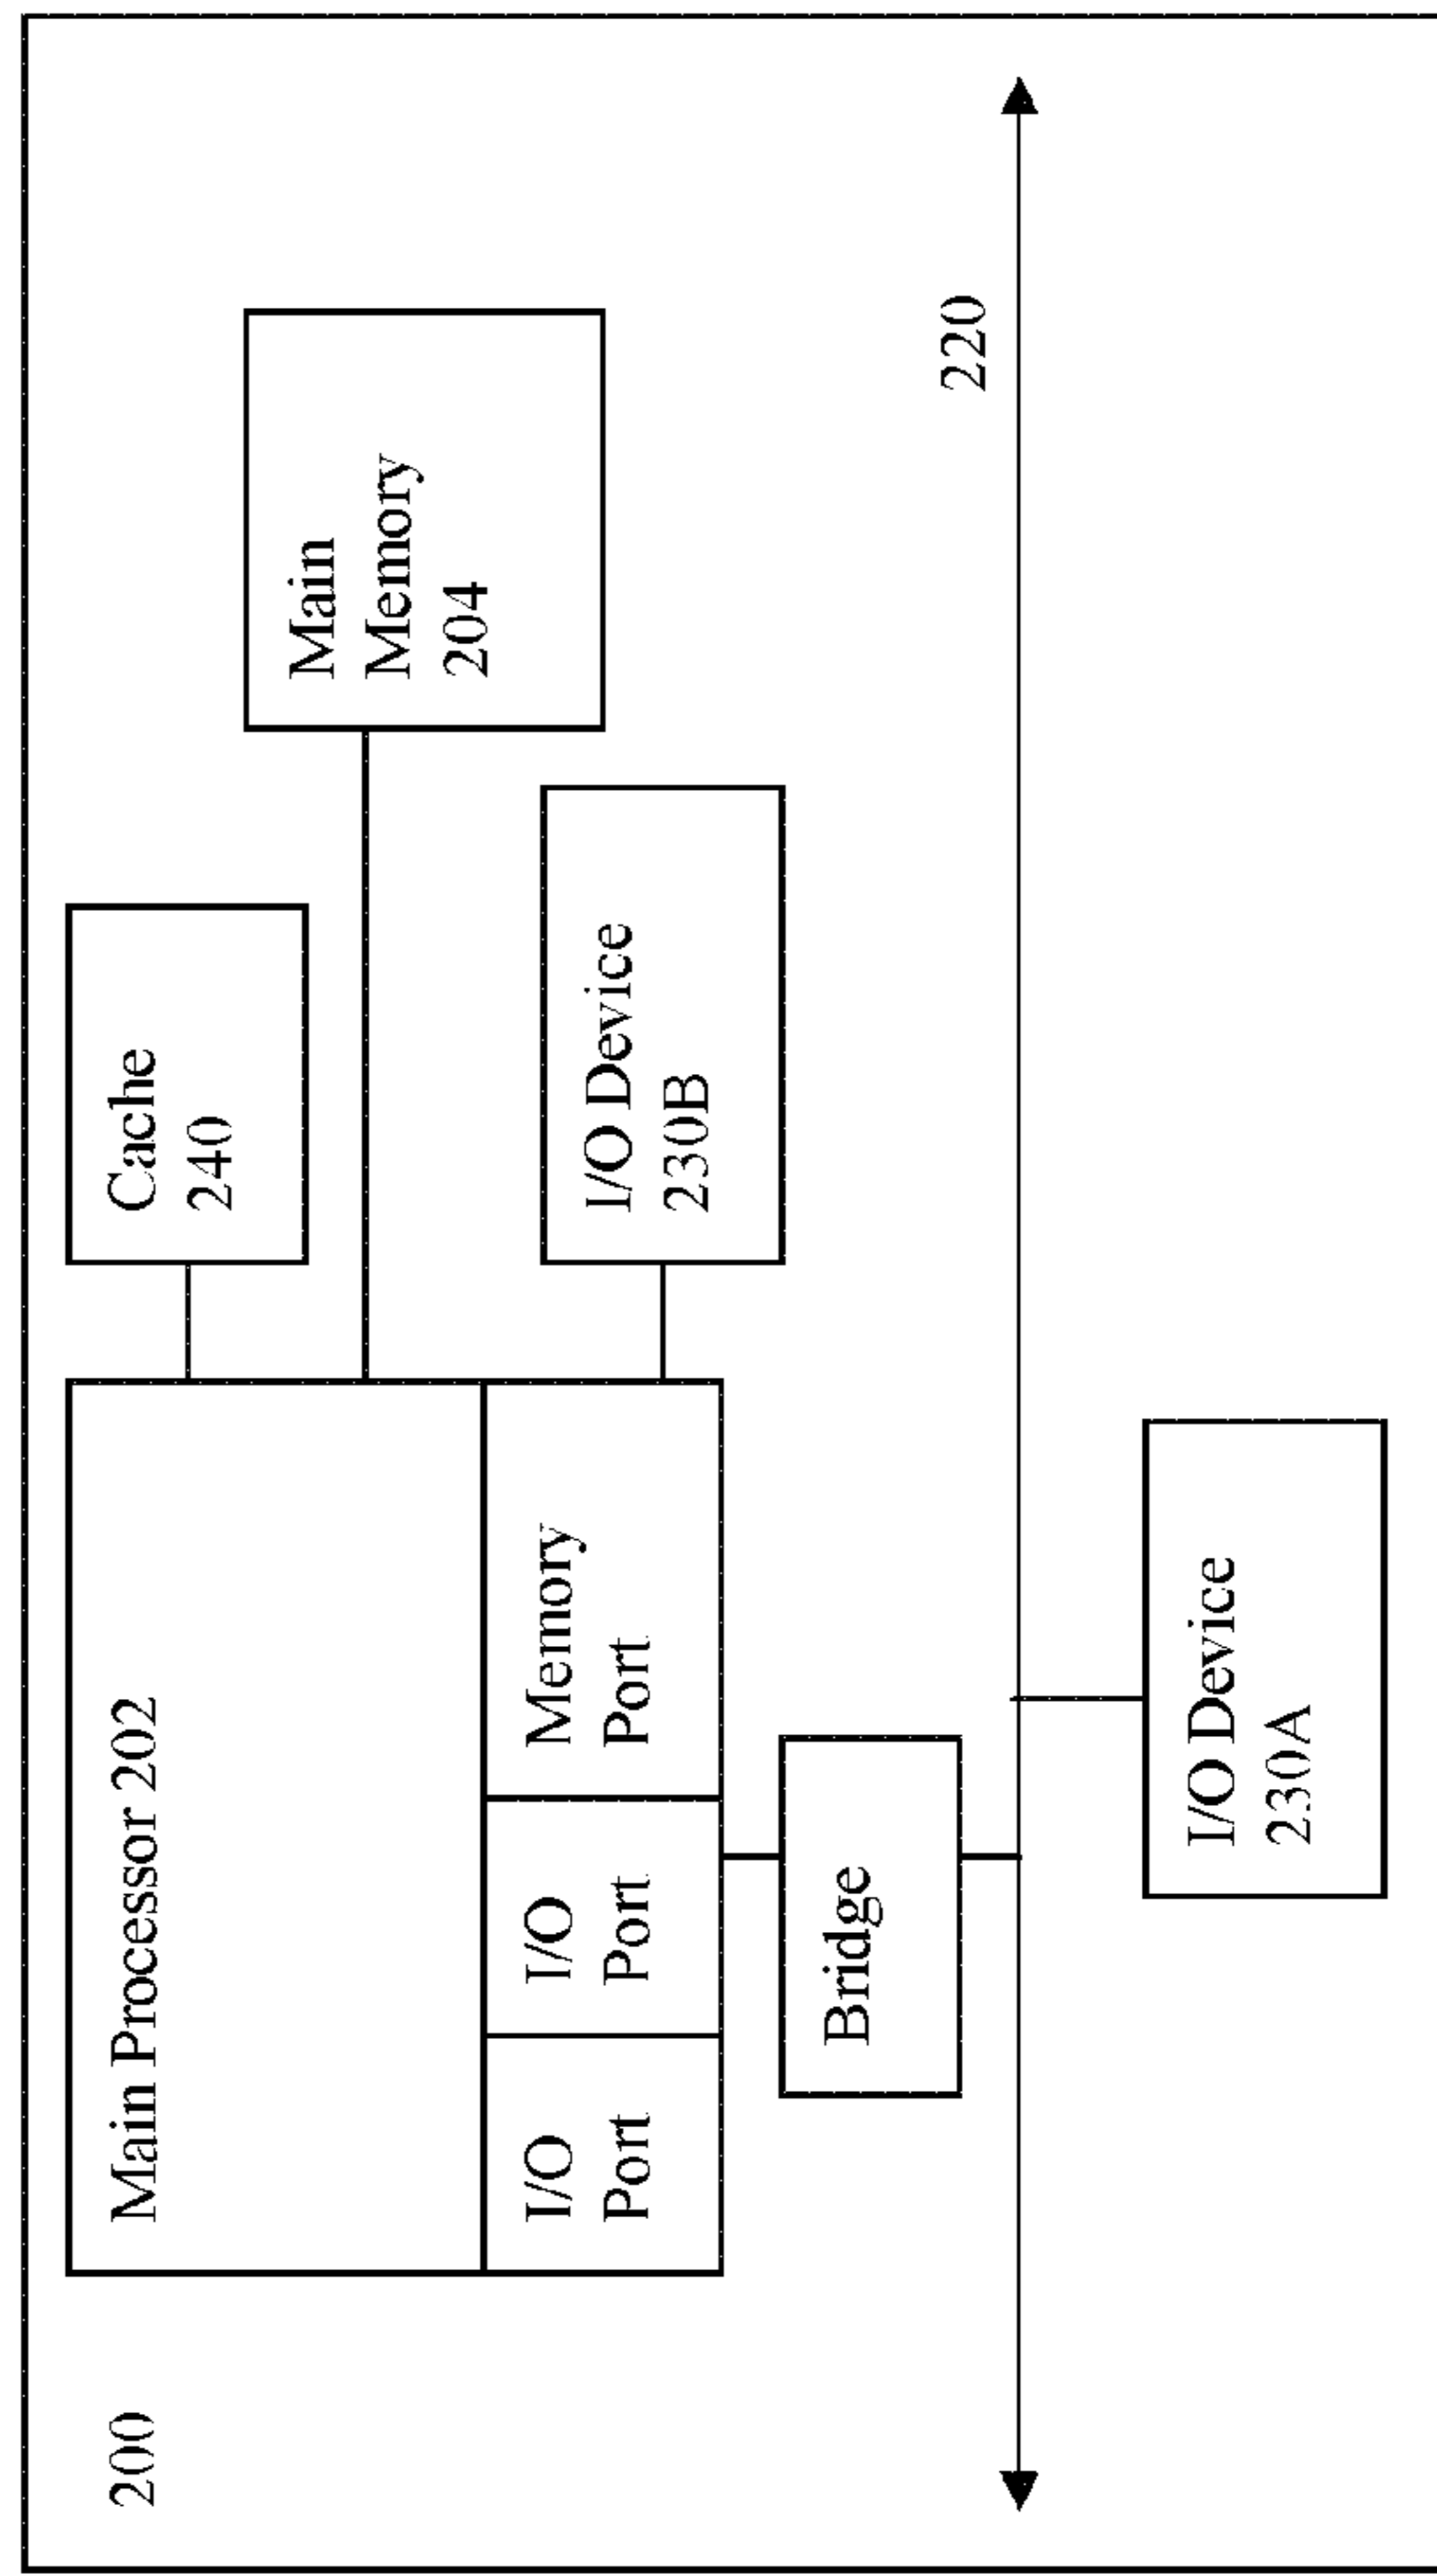 200
Main Processor 202
Cache
240
Main
Memory
204
I/O
Port
I/O
Port
Memory
Port
I/O Device
230B
Bridge
220
I/O Device
230A